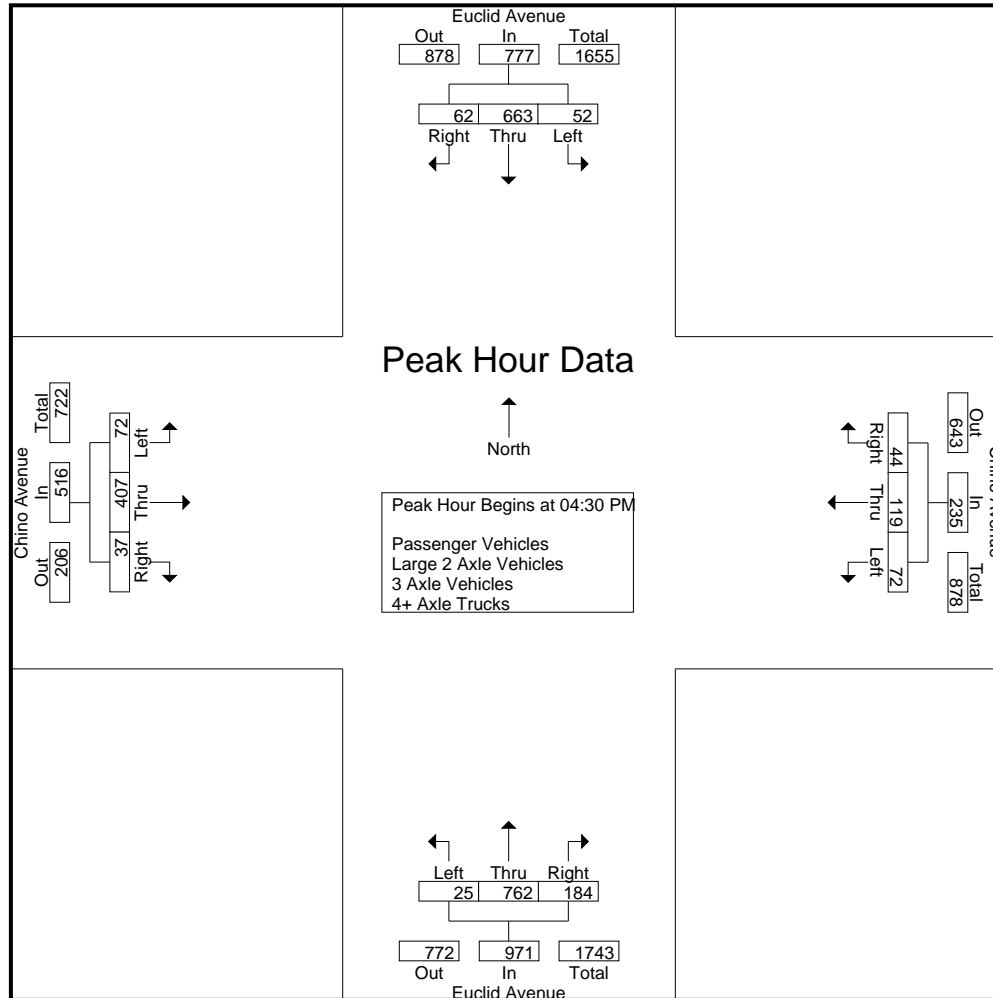 Euclid Avenue
Out In Total
878 777 1655
62 663 52
Right Thru Left
Peak Hour Data
North
Peak Hour Begins at 04:30 PM
Passenger Vehicles
Large 2 Axle Vehicles
3 Axle Vehicles
4+ Axle Trucks
Chino Avenue
Out In Total
206 516 722
37 407 72
Right Thru Left
Chino Avenue
Out In Total
643 235 878
44 119 72
Right Thru Left
Left Thru Right
25 762 184
772 971 1743
Out In Total
Euclid Avenue